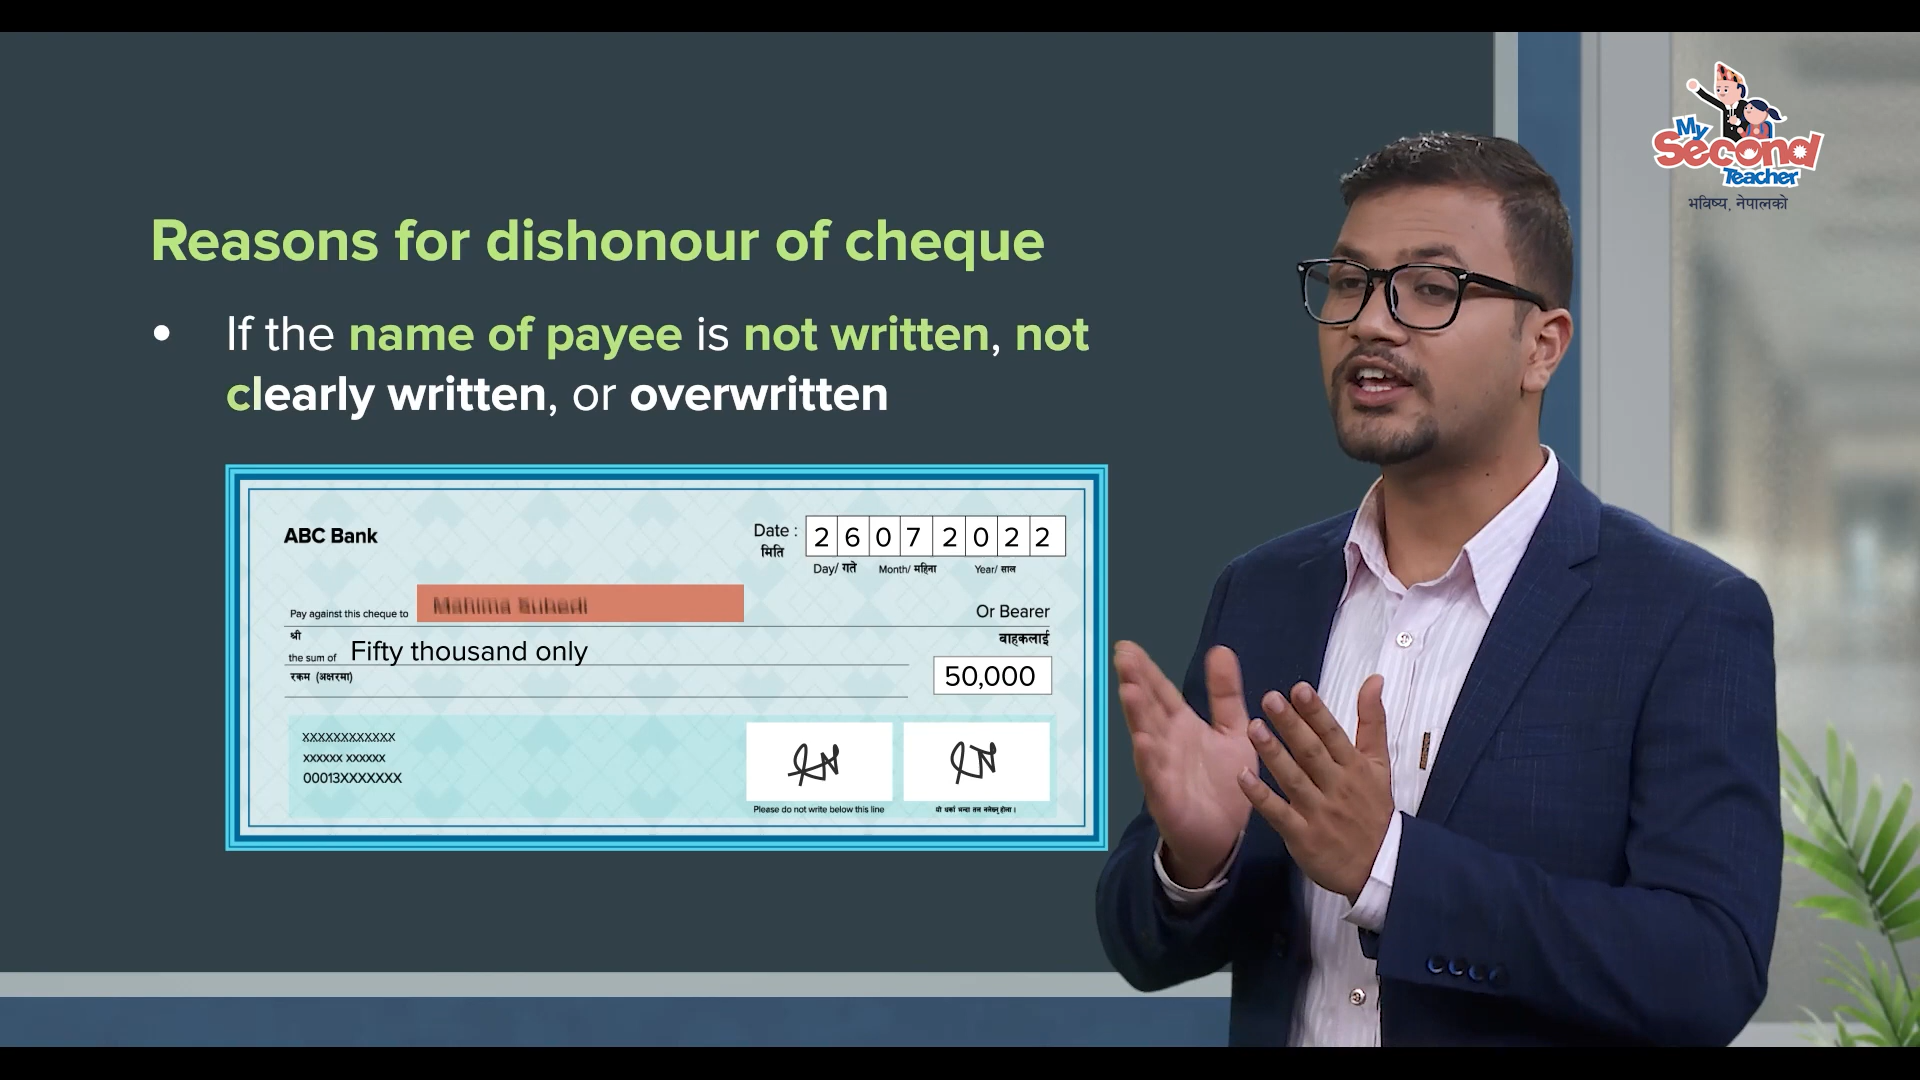 My
Second
Teacher
भविष्य, नेपालको
Reasons for dishonour of cheque
• If the name of payee is not written, not
clearly written, or overwritten
ABC Bank
Date : 2 6 0 7 2 0 2 2
मिति
Day/ गते Month/ महिना Year/ साल
Pay against this cheque to Mahima Subedi Or Bearer
श्री वाहकलाई
the sum of Fifty thousand only
रकम (अक्षरमा) 50,000
XXXXXXXXXXXX
XXXXXX XXXXXX
00013XXXXXXX
Please do not write below this line